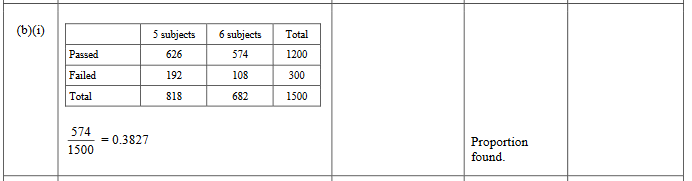 (b)(i)
5 subjects 6 subjects Total
Passed 626 574 1200
Failed 192 108 300
Total 818 682 1500
574
1500
= 0.3827
Proportion
found.